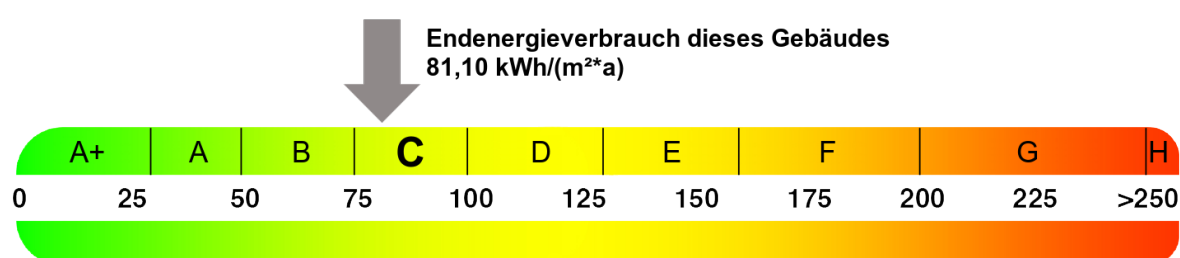 Endenergieverbrauch dieses Gebäudes
81,10 kWh/(m²*a)
A+ A B C D E F G H
0 25 50 75 100 125 150 175 200 225 >250